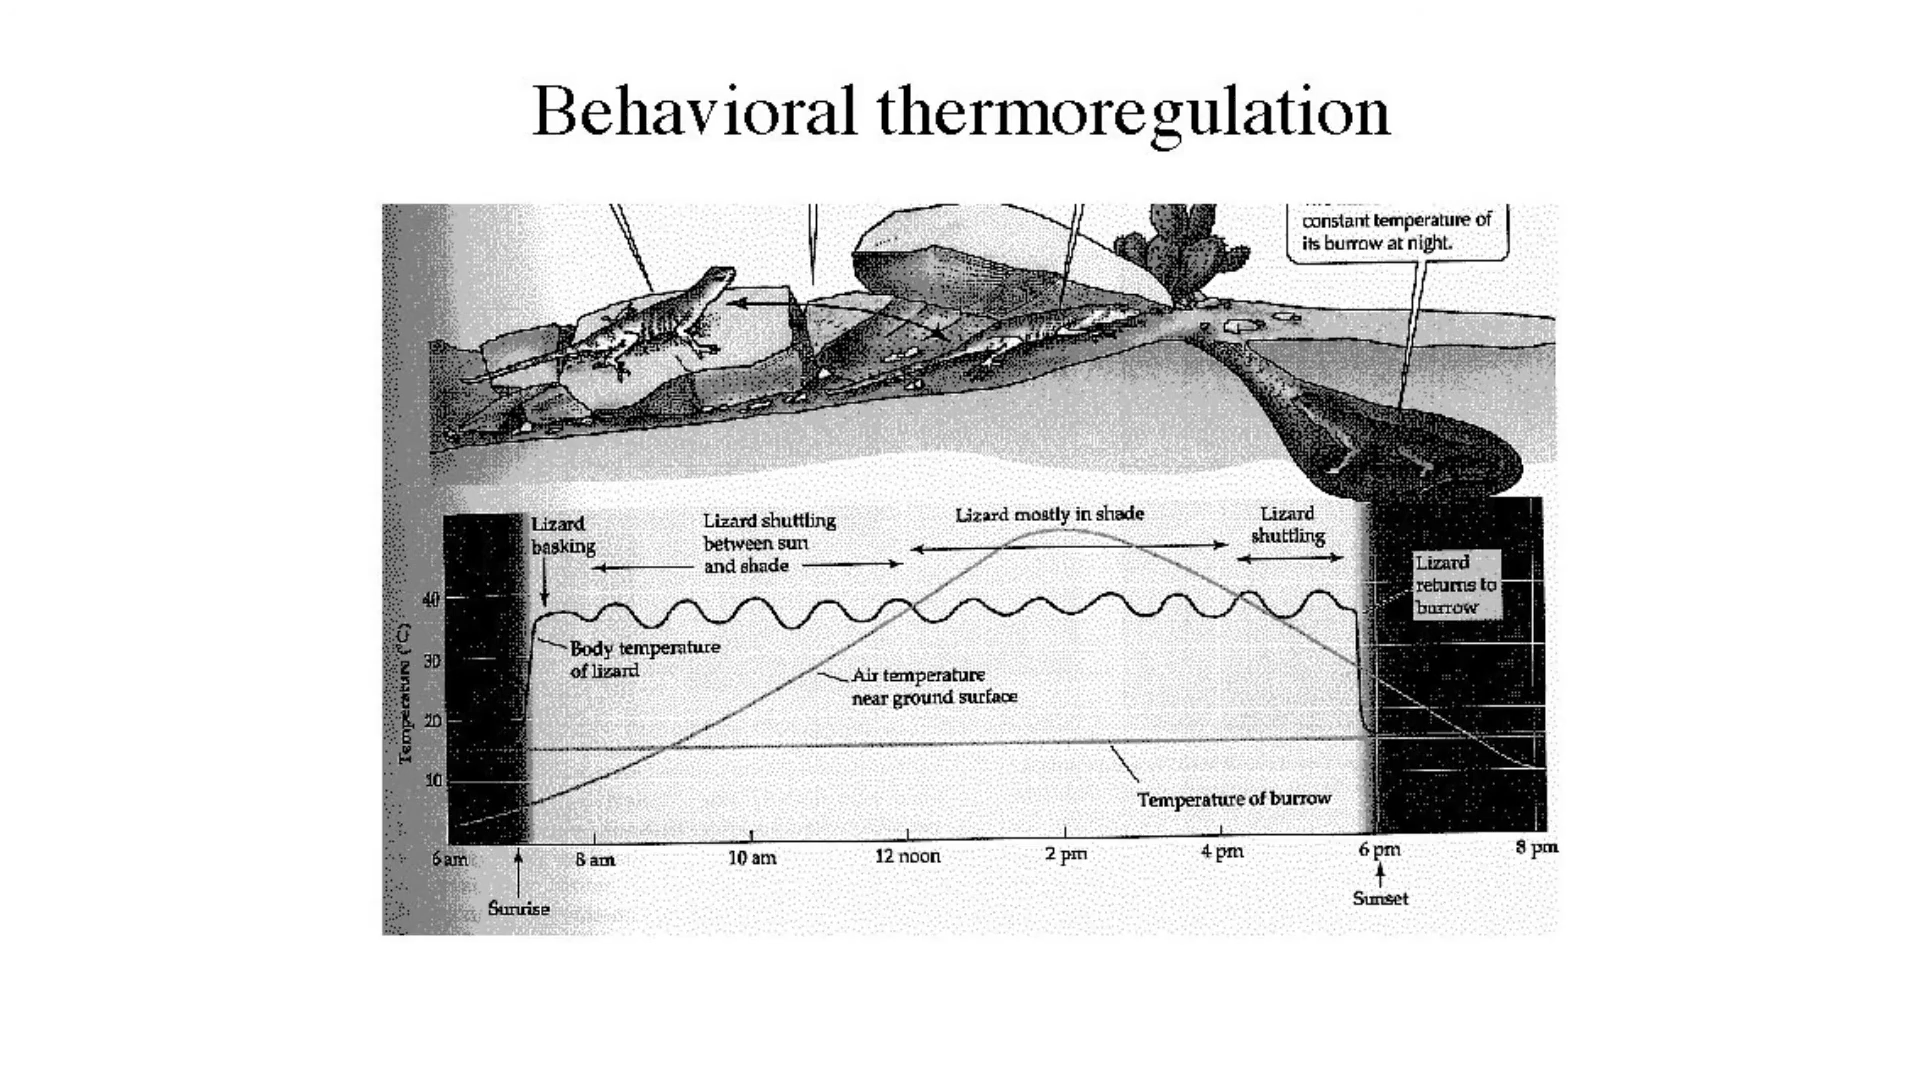 Behavioral thermoregulation
constant temperature of
its burrow at night.
Lizard
basking
Lizard shuttling
between sun
and shade
Lizard mostly in shade
Lizard
shuttling
Lizard
returns to
burrow
40
30
20
10
Temperature (°C)
Body temperature
of lizard
Air temperature
near ground surface
Temperature of burrow
6 am
8 am
10 am
12 noon
2 pm
4 pm
6 pm
8 pm
Sunrise
Sunset